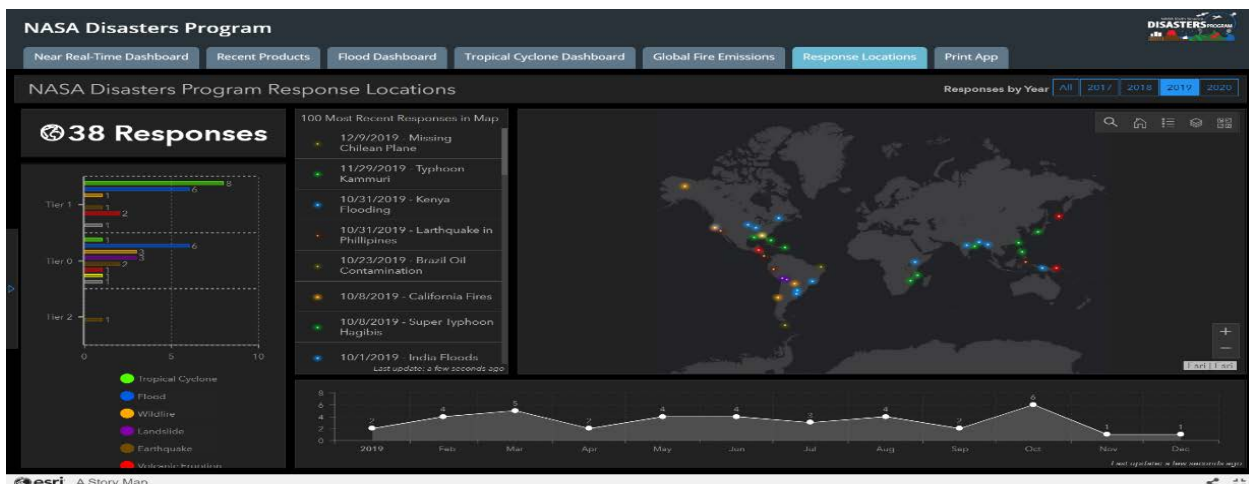 NASA Disasters Program
DISASTERS PROGRAM
Near Real-Time Dashboard
Recent Products
Flood Dashboard
Tropical Cyclone Dashboard
Global Fire Emissions
Response Locations
Print App
NASA Disasters Program Response Locations
Responses by Year
All
2017
2018
2019
2020
38 Responses
Tier 1
8
6
1
1
2
1
Tier 0
1
6
3
3
2
1
1
1
Tier 2
1
0
5
10
Tropical Cyclone
Flood
Wildfire
Landslide
Earthquake
Volcanic Eruption
100 Most Recent Responses in Map
12/9/2019 - Missing
Chilean Plane
11/29/2019 - Typhoon
Kammuri
10/31/2019 - Kenya
Flooding
10/31/2019 - Earthquake in
Phillipines
10/23/2019 - Brazil Oil
Contamination
10/8/2019 - California Fires
10/8/2019 - Super Typhoon
Hagibis
10/1/2019 - India Floods
Last update: a few seconds ago
+
−
Esri | Esri
8
6
4
2
0
2
4
5
2
4
4
3
4
2
6
1
1
2019
Feb
Mar
Apr
May
Jun
Jul
Aug
Sep
Oct
Nov
Dec
Last update: a few seconds ago
esri A Story Map